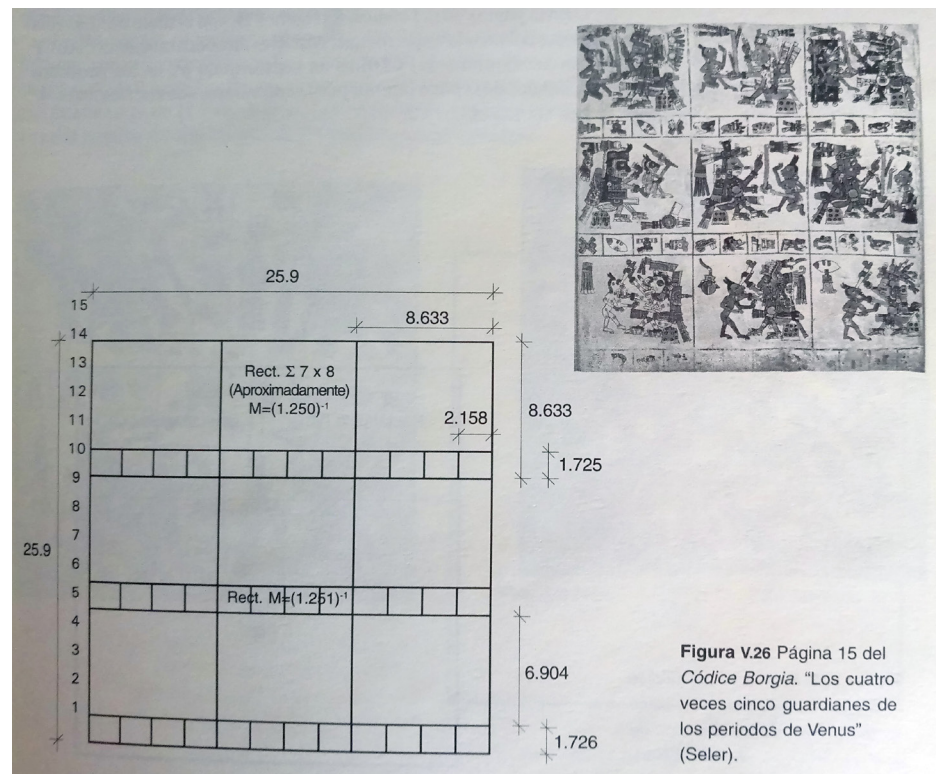 25.9
15
14
8.633
13
12
11
10
9
8
7
6
5
4
3
2
1
25.9
Rect. Σ 7 x 8
(Aproximadamente)
M=(1.250)⁻¹
2.158
8.633
1.725
Rect. M=(1.251)⁻¹
6.904
1.726
Figura V.26 Página 15 del
Códice Borgia. “Los cuatro
veces cinco guardianes de
los periodos de Venus”
(Seler).